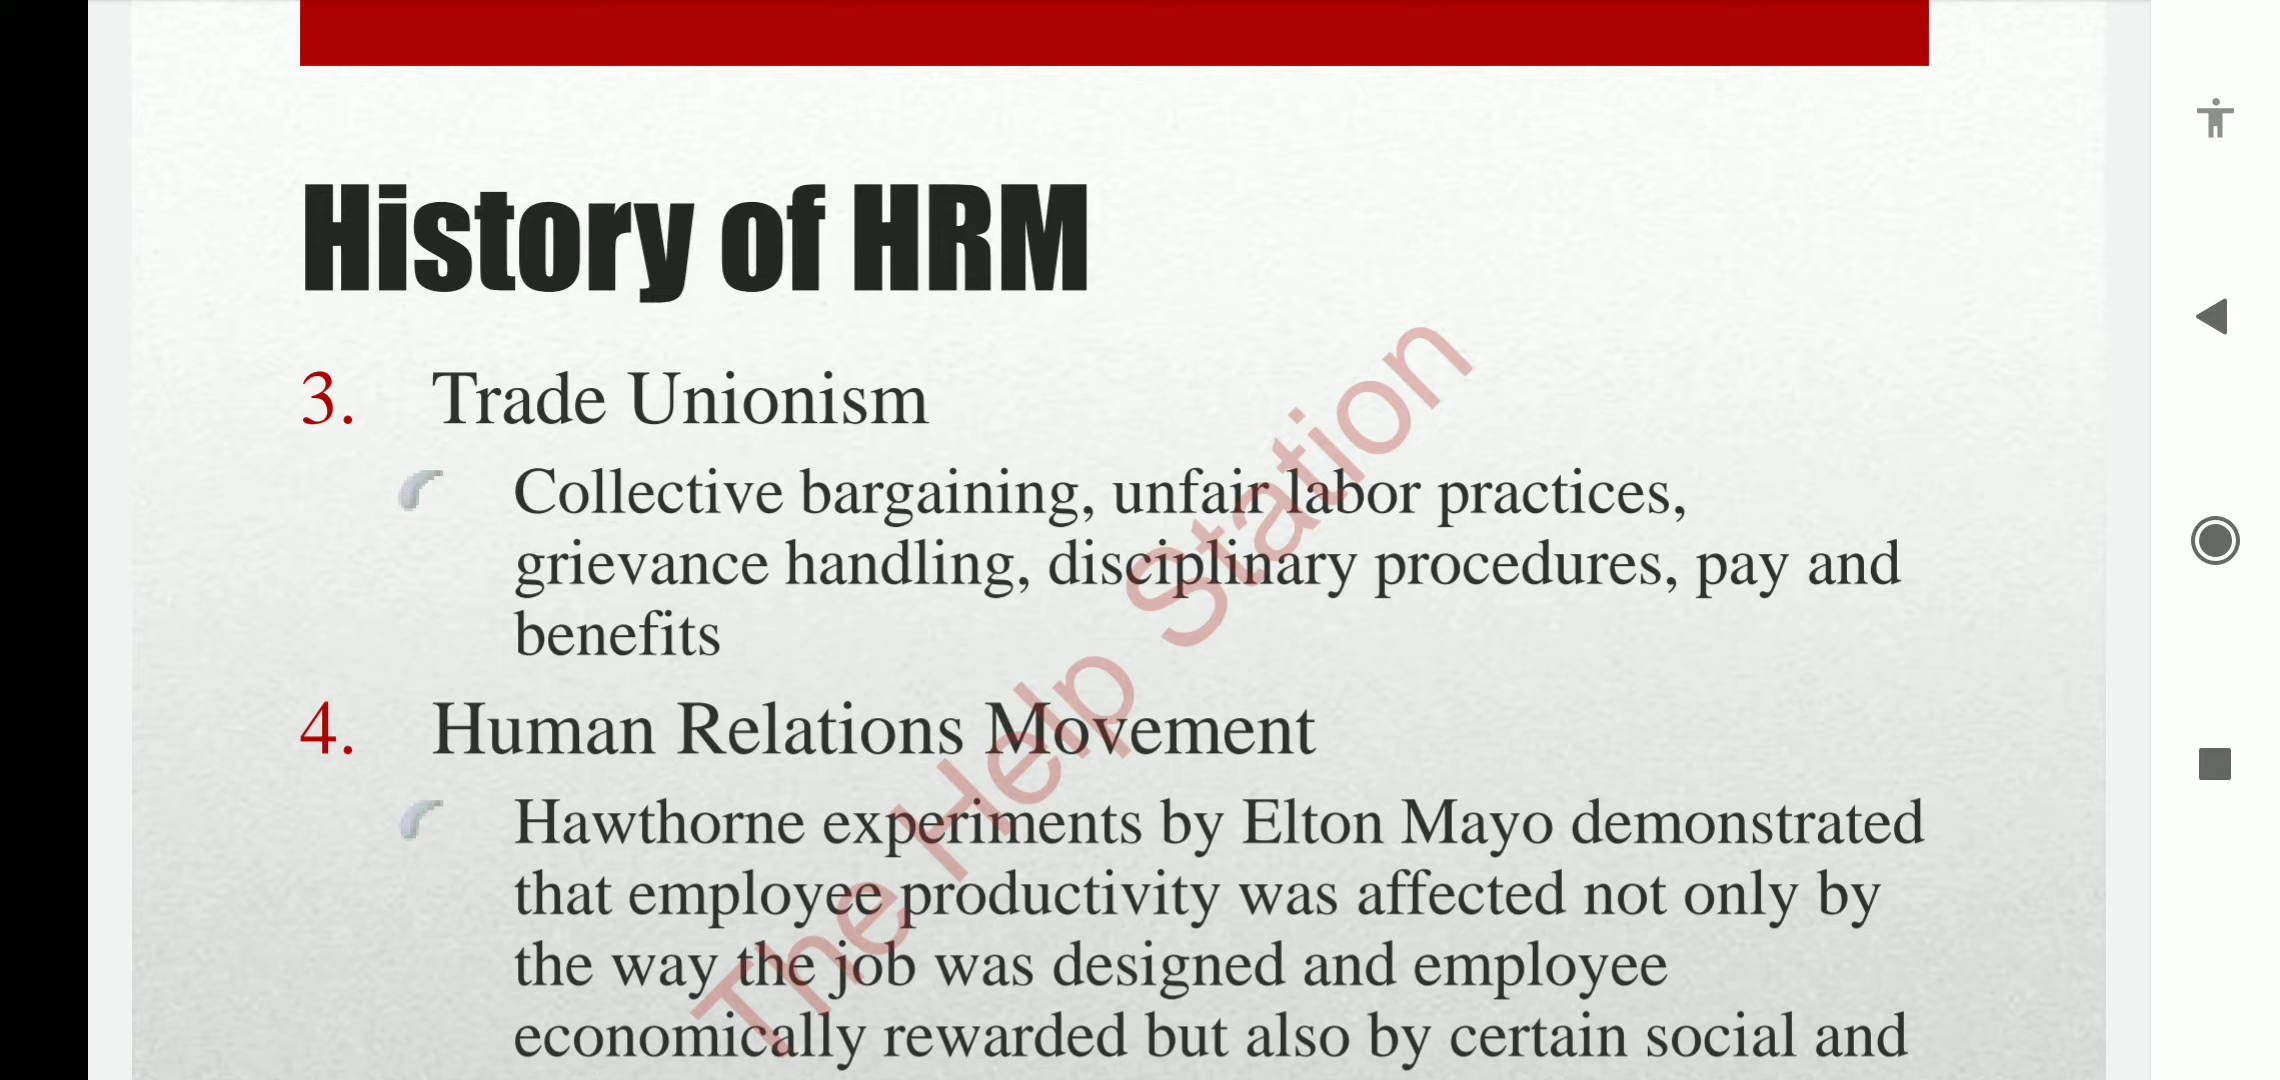 History of HRM
3. Trade Unionism
Collective bargaining, unfair labor practices,
grievance handling, disciplinary procedures, pay and
benefits
4. Human Relations Movement
Hawthorne experiments by Elton Mayo demonstrated
that employee productivity was affected not only by
the way the job was designed and employee
economically rewarded but also by certain social and
The Help Station